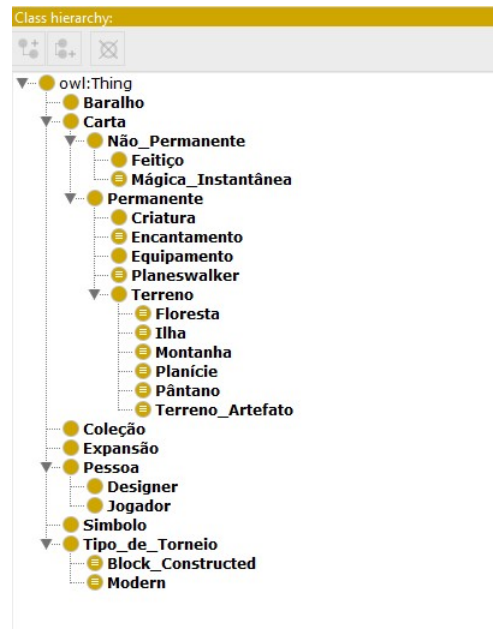 Class hierarchy:
owl:Thing
Baralho
Carta
Não_Permanente
Feitiço
Mágica_Instantânea
Permanente
Criatura
Encantamento
Equipamento
Planeswalker
Terreno
Floresta
Ilha
Montanha
Planície
Pântano
Terreno_Artefato
Coleção
Expansão
Pessoa
Designer
Jogador
Simbolo
Tipo_de_Torneio
Block_Constructed
Modern